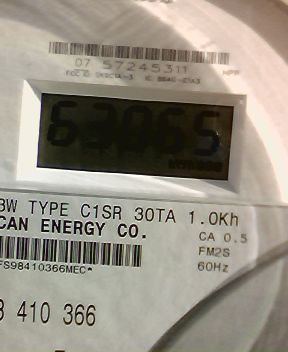 07 57245311
63065
3W TYPE C1SR 30TA 1.0Kh
CAN ENERGY CO.
CA 0.5
FM2S
60Hz
FS98410366MEC*
8 410 366